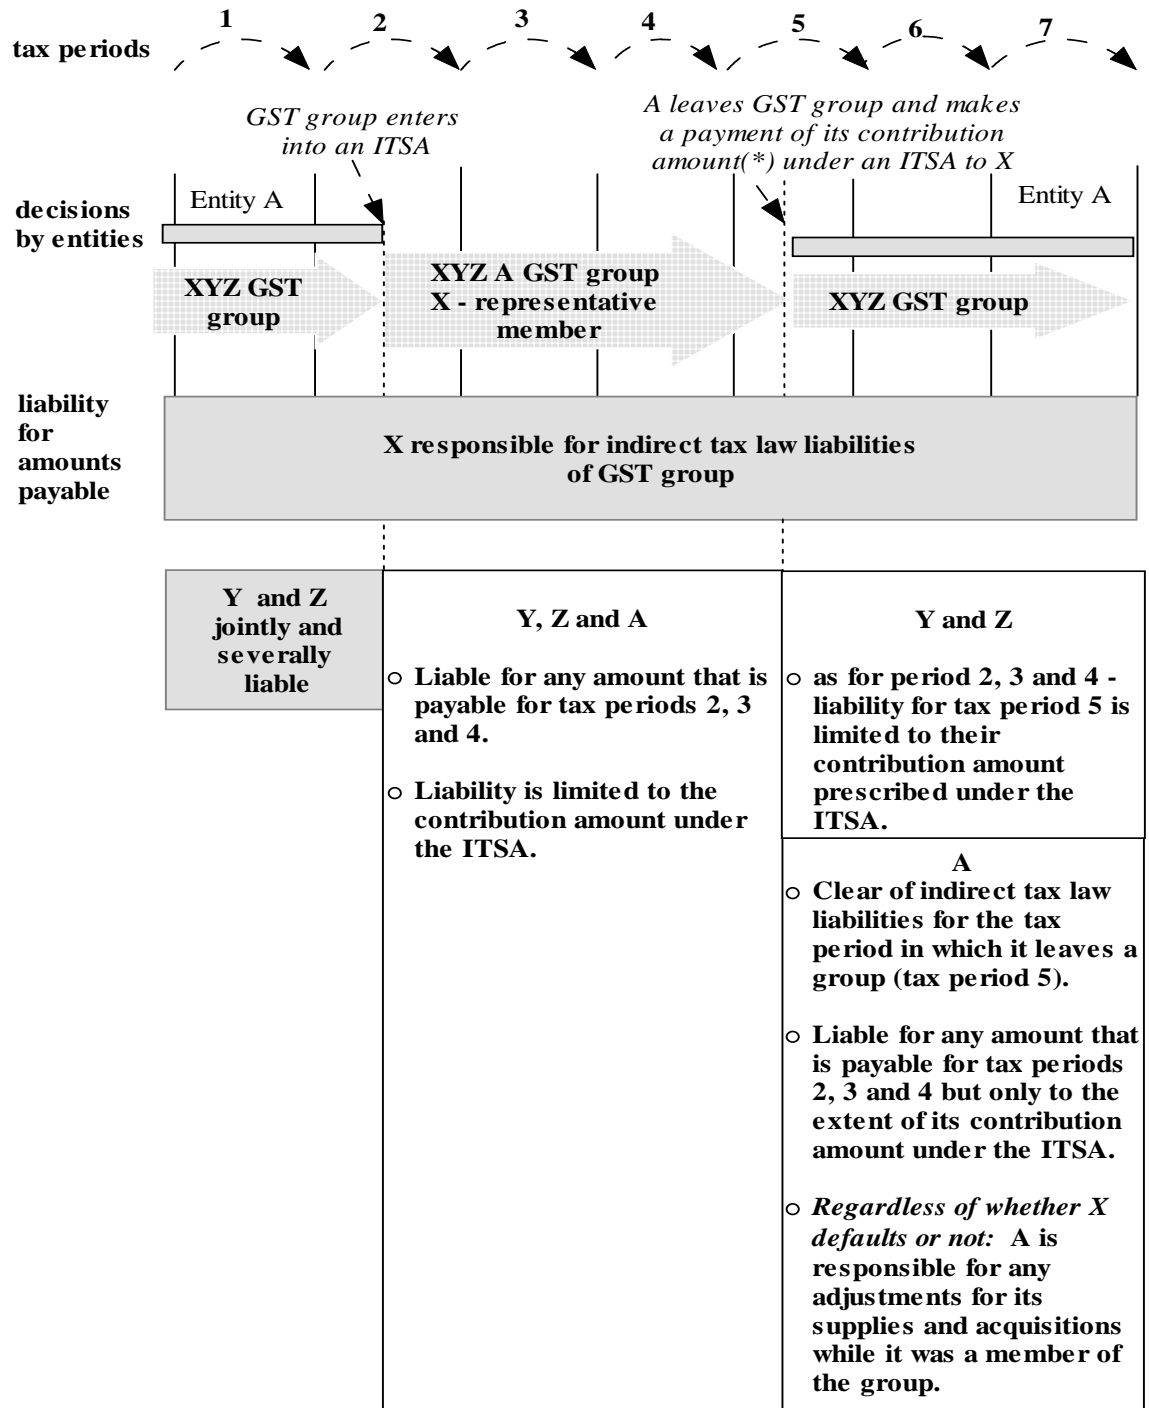 1 2 3 4 5 6 7
tax periods
GST group enters
into an ITSA
A leaves GST group and makes
a payment of its contribution
amount(*) under an ITSA to X
decisions
by entities
Entity A
Entity A
XYZ GST
group
XYZ A GST group
X - representative
member
XYZ GST group
liability
for
amounts
payable
X responsible for indirect tax law liabilities
of GST group
Y and Z
jointly and
severally
liable
Y, Z and A
o Liable for any amount that is
payable for tax periods 2, 3
and 4.
o Liability is limited to the
contribution amount under
the ITSA.
Y and Z
o as for period 2, 3 and 4 -
liability for tax period 5 is
limited to their
contribution amount
prescribed under the
ITSA.
A
o Clear of indirect tax law
liabilities for the tax
period in which it leaves a
group (tax period 5).
o Liable for any amount that
is payable for tax periods
2, 3 and 4 but only to the
extent of its contribution
amount under the ITSA.
o Regardless of whether X
defaults or not: A is
responsible for any
adjustments for its
supplies and acquisitions
while it was a member of
the group.